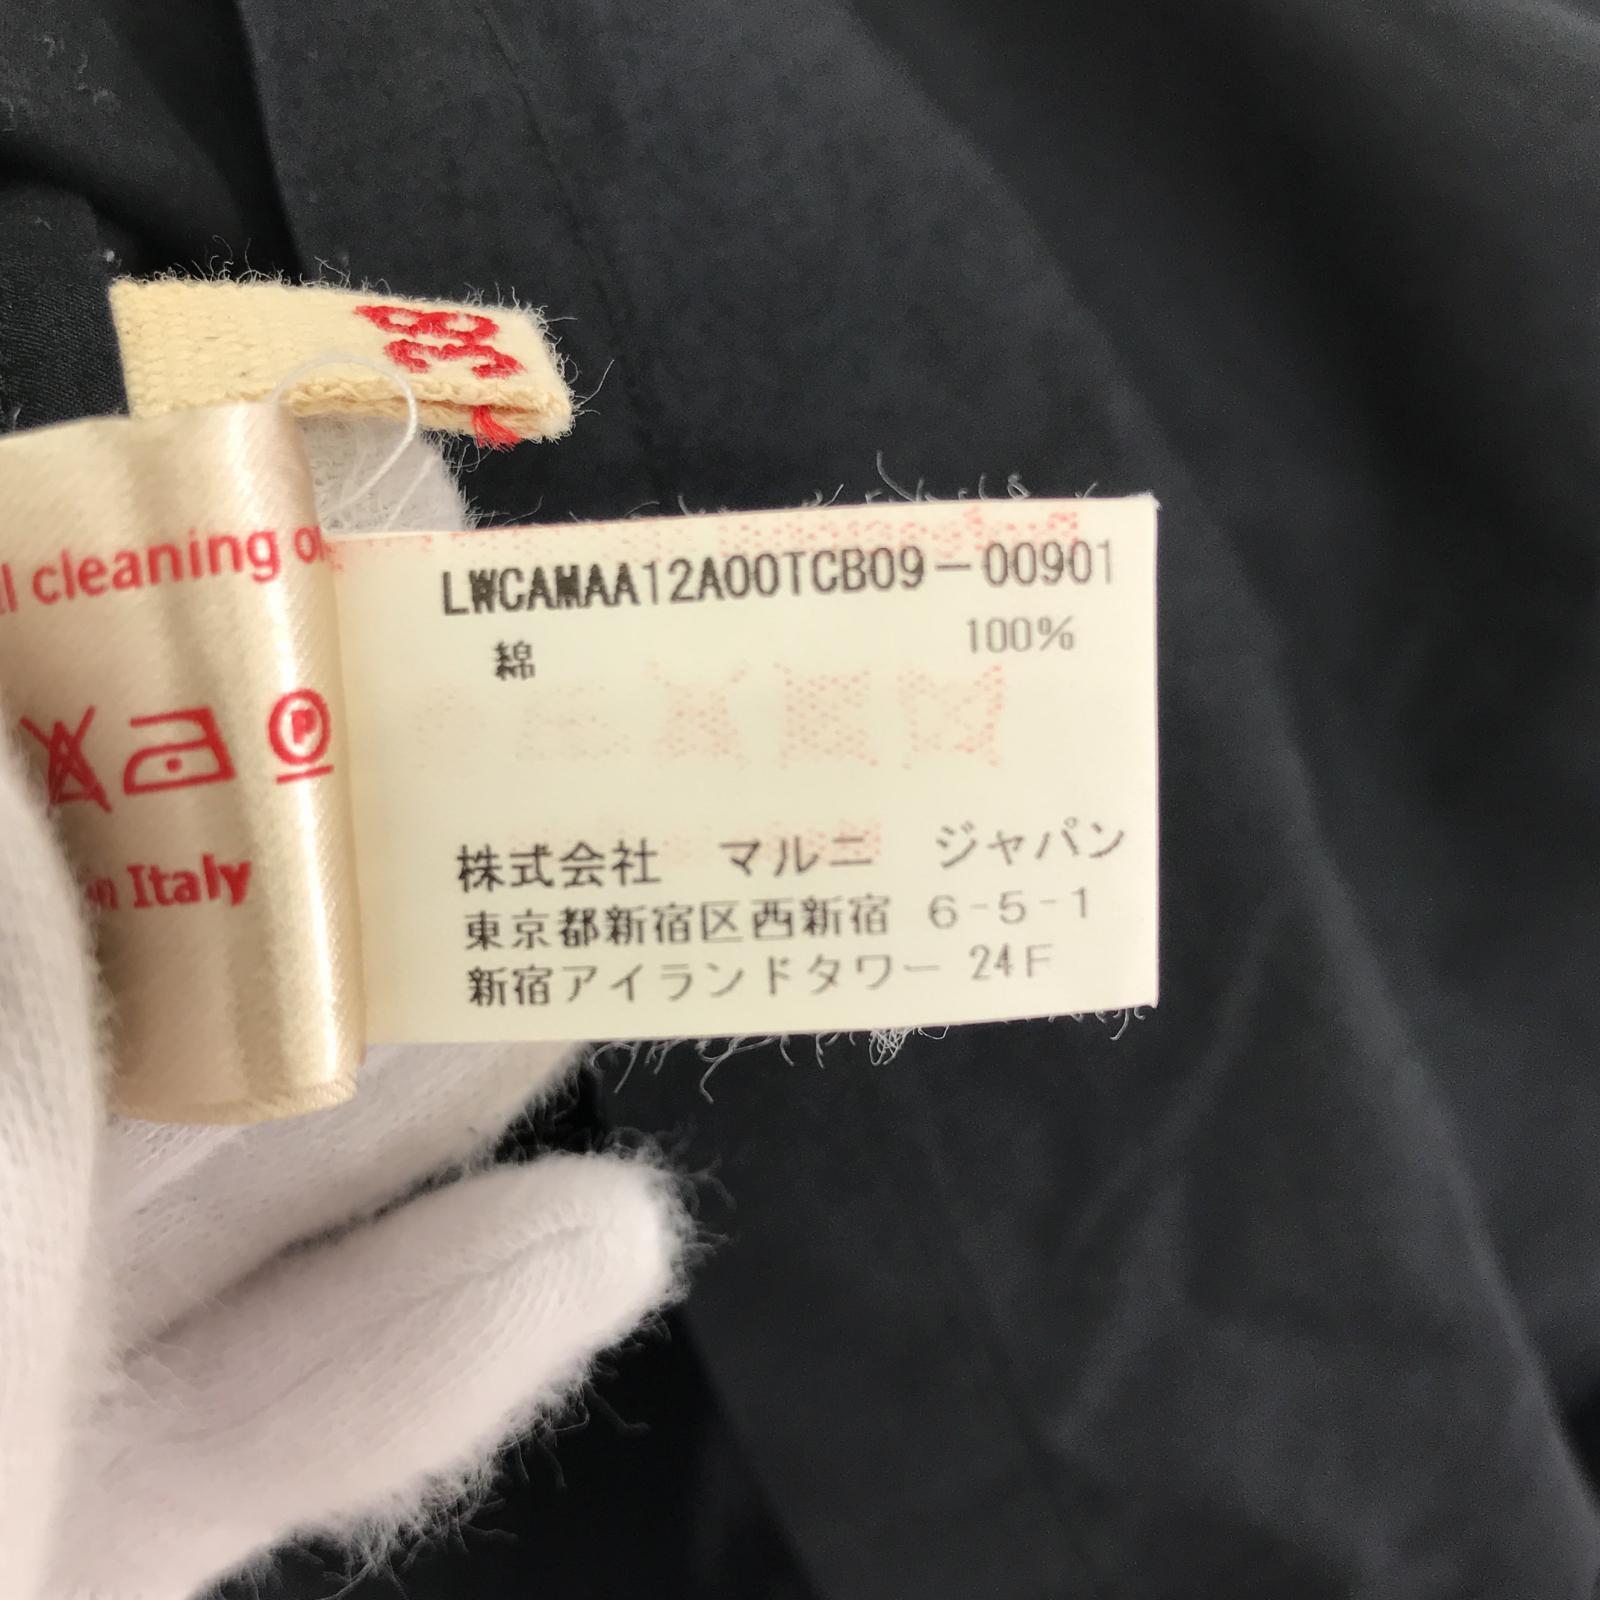 38
cleaning
P
Italy
LWCAMAA12A00TCB09-00901
綿 100%
株式会社 マルニ ジャパン
東京都新宿区西新宿 6-5-1
新宿アイランドタワー 24F